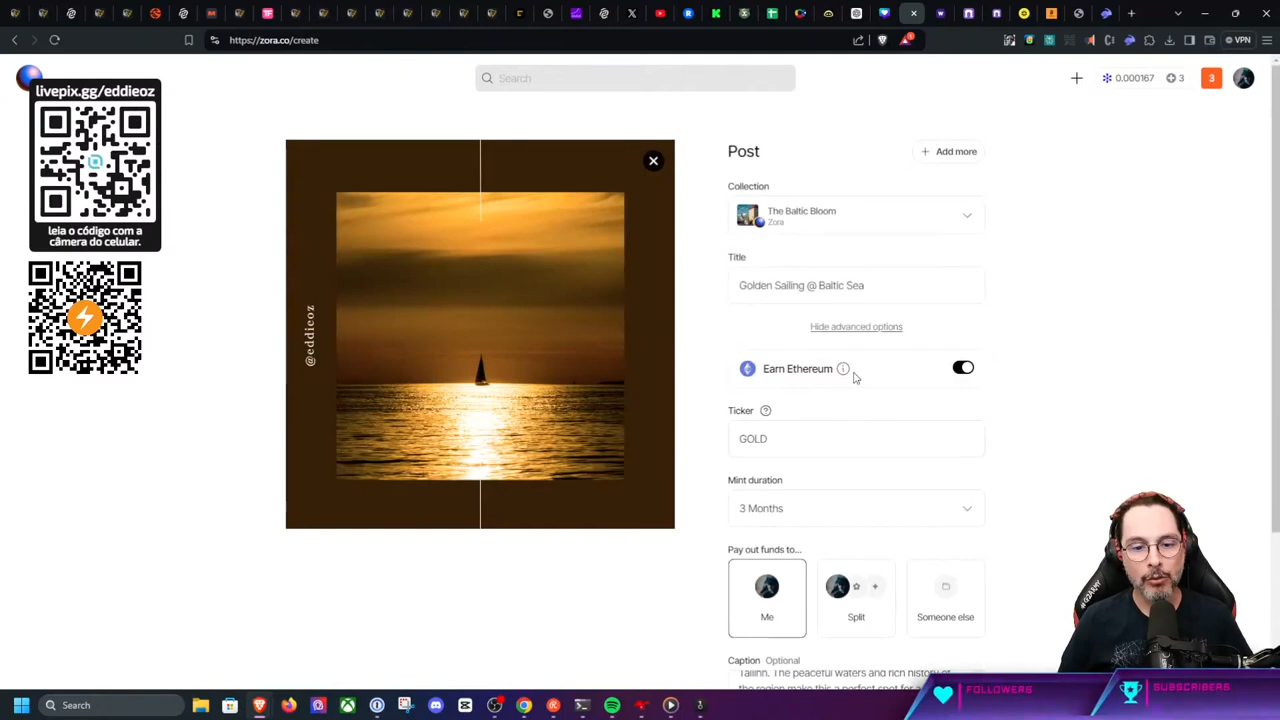 https://zora.co/create
VPN
livepix.gg/eddieoz
leia o código com a
câmera do celular.
Search
0.000167
3
3
@eddieoz
Post
Add more
Collection
The Baltic Bloom
Zora
Title
Golden Sailing @ Baltic Sea
Hide advanced options
Earn Ethereum
Ticker
GOLD
Mint duration
3 Months
Pay out funds to...
Me
Split
Someone else
Caption Optional
Tallinn. The peaceful waters and rich history of
the region make this a perfect spot for a
Search
FOLLOWERS
SUBSCRIBERS